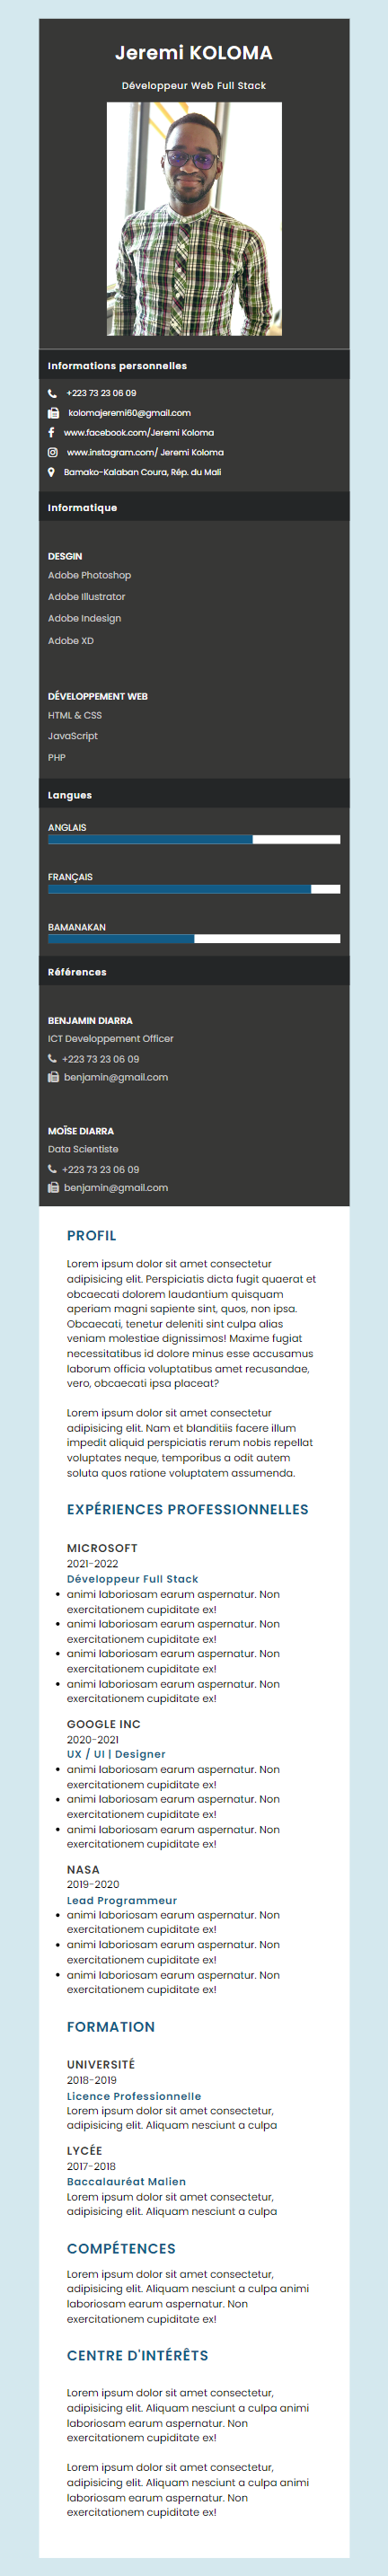 Jeremi KOLOMA
Développeur Web Full Stack
Informations personnelles
+223 73 23 06 09
kolomajeremi60@gmail.com
www.facebook.com/Jeremi Koloma
www.instagram.com/ Jeremi Koloma
Bamako-Kalaban Coura, Rép. du Mali
Informatique
DESGIN
Adobe Photoshop
Adobe Illustrator
Adobe Indesign
Adobe XD
DÉVELOPPEMENT WEB
HTML & CSS
JavaScript
PHP
Langues
ANGLAIS
FRANÇAIS
BAMANAKAN
Références
BENJAMIN DIARRA
ICT Developpement Officer
+223 73 23 06 09
benjamin@gmail.com
MOÏSE DIARRA
Data Scientiste
+223 73 23 06 09
benjamin@gmail.com
PROFIL
Lorem ipsum dolor sit amet consectetur
adipisicing elit. Perspiciatis dicta fugit quaerat et
obcaecati dolorem laudantium quisquam
aperiam magni sapiente sint, quos, non ipsa.
Obcaecati, tenetur deleniti sint culpa alias
veniam molestiae dignissimos! Maxime fugiat
necessitatibus id dolore minus esse accusamus
laborum officia voluptatibus amet recusandae,
vero, obcaecati ipsa placeat?
Lorem ipsum dolor sit amet consectetur
adipisicing elit. Nam et blanditiis facere illum
impedit aliquid perspiciatis rerum nobis repellat
voluptates neque, temporibus a odit autem
soluta quos ratione voluptatem assumenda.
EXPÉRIENCES PROFESSIONNELLES
MICROSOFT
2021-2022
Développeur Full Stack
• animi laboriosam earum aspernatur. Non
exercitationem cupiditate ex!
• animi laboriosam earum aspernatur. Non
exercitationem cupiditate ex!
• animi laboriosam earum aspernatur. Non
exercitationem cupiditate ex!
• animi laboriosam earum aspernatur. Non
exercitationem cupiditate ex!
GOOGLE INC
2020-2021
UX / UI | Designer
• animi laboriosam earum aspernatur. Non
exercitationem cupiditate ex!
• animi laboriosam earum aspernatur. Non
exercitationem cupiditate ex!
• animi laboriosam earum aspernatur. Non
exercitationem cupiditate ex!
NASA
2019-2020
Lead Programmeur
• animi laboriosam earum aspernatur. Non
exercitationem cupiditate ex!
• animi laboriosam earum aspernatur. Non
exercitationem cupiditate ex!
• animi laboriosam earum aspernatur. Non
exercitationem cupiditate ex!
FORMATION
UNIVERSITÉ
2018-2019
Licence Professionnelle
Lorem ipsum dolor sit amet consectetur,
adipisicing elit. Aliquam nesciunt a culpa
LYCÉE
2017-2018
Baccalauréat Malien
Lorem ipsum dolor sit amet consectetur,
adipisicing elit. Aliquam nesciunt a culpa
COMPÉTENCES
Lorem ipsum dolor sit amet consectetur,
adipisicing elit. Aliquam nesciunt a culpa animi
laboriosam earum aspernatur. Non
exercitationem cupiditate ex!
CENTRE D'INTÉRÊTS
Lorem ipsum dolor sit amet consectetur,
adipisicing elit. Aliquam nesciunt a culpa animi
laboriosam earum aspernatur. Non
exercitationem cupiditate ex!
Lorem ipsum dolor sit amet consectetur,
adipisicing elit. Aliquam nesciunt a culpa animi
laboriosam earum aspernatur. Non
exercitationem cupiditate ex!